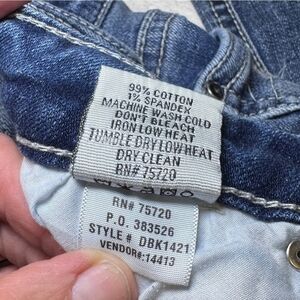 99% COTTON
1% SPANDEX
MACHINE WASH COLD
DON'T BLEACH
IRON LOW HEAT
TUMBLE DRY LOW HEAT
DRY CLEAN
RN# 75720
RN# 75720
P.O. 383526
STYLE # DBK1421
VENDOR#:14413